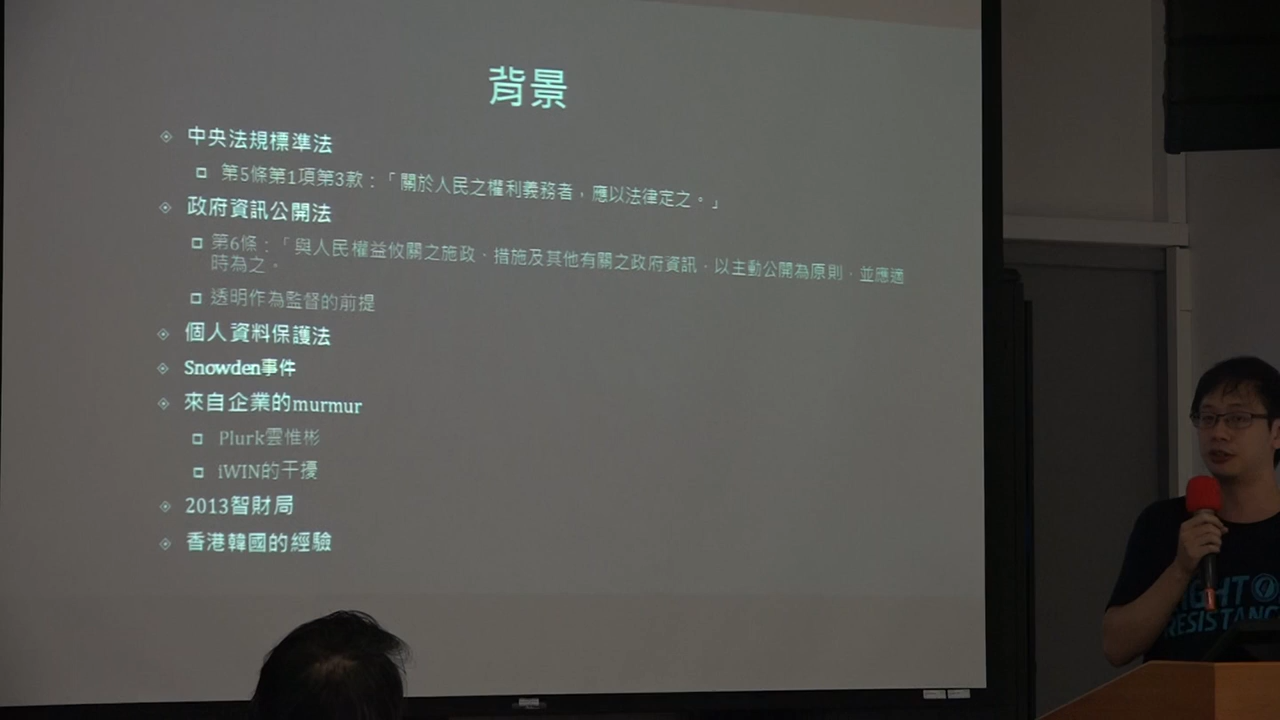 背景
中央法規標準法
第5條第1項第3款:「關於人民之權利義務者,應以法律定之。」
政府資訊公開法
第6條:「與人民權益攸關之施政、措施及其他有關之政府資訊,以主動公開為原則,並應適
時為之。
透明作為監督的前提
個人資料保護法
Snowden事件
來自企業的murmur
Plurk雲惟彬
iWIN的干擾
2013智財局
香港韓國的經驗
RESISTANC